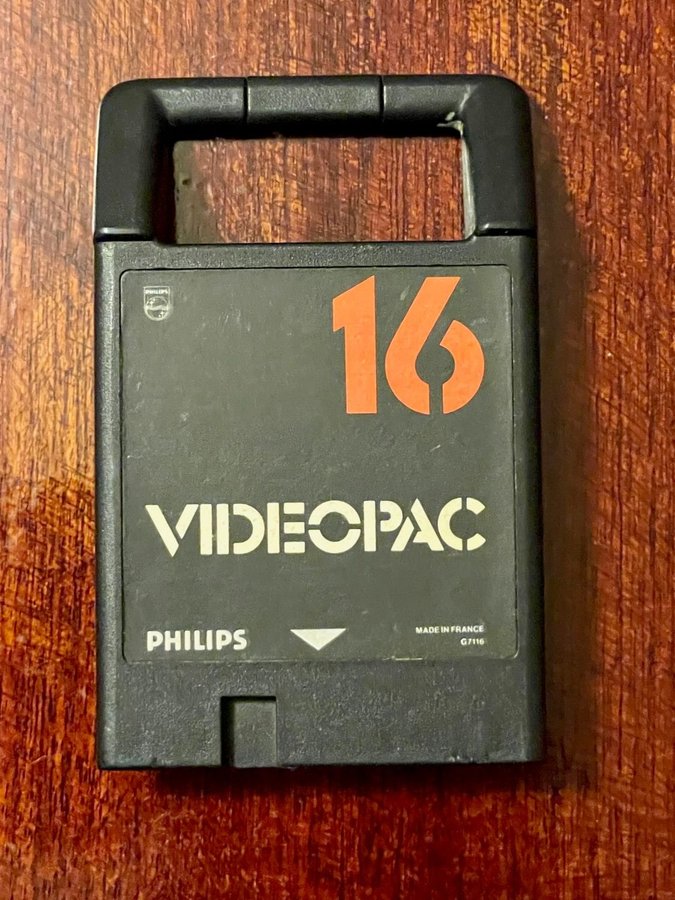 PHILIPS
16
VIDEOPAC
PHILIPS
MADE IN FRANCE
G7116